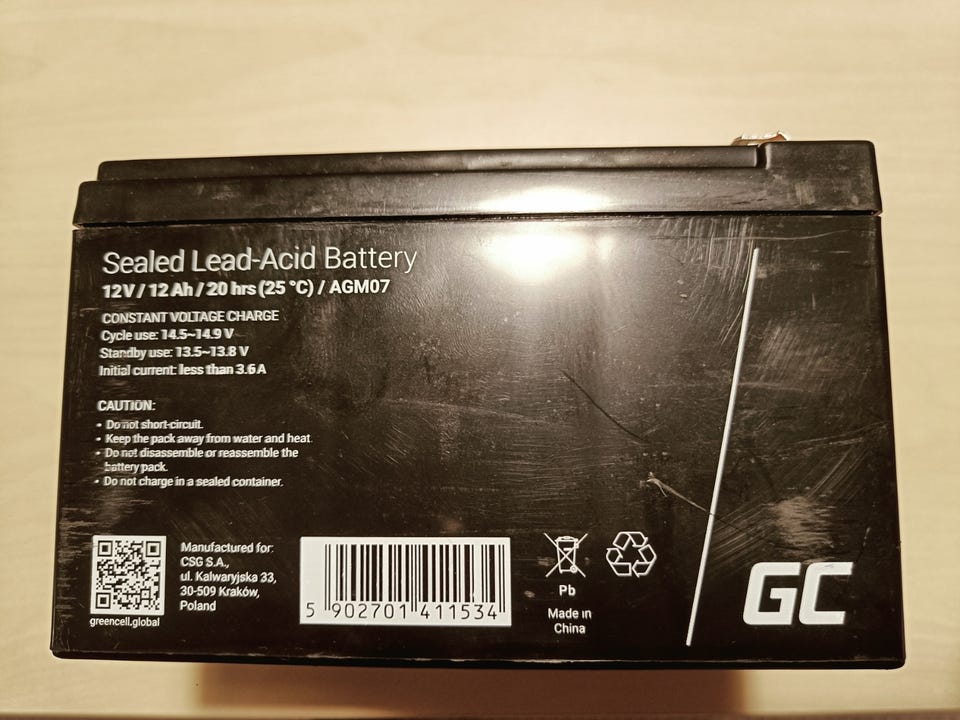 Sealed Lead-Acid Battery
12V / 12 Ah / 20 hrs (25 °C) / AGM07
CONSTANT VOLTAGE CHARGE
Cycle use: 14.5~14.9 V
Standby use: 13.5~13.8 V
Initial current: less than 3.6 A
CAUTION:
• Do not short-circuit.
• Keep the pack away from water and heat.
• Do not disassemble or reassemble the
battery pack.
• Do not charge in a sealed container.
greencell.global
Manufactured for:
CSG S.A.,
ul. Kalwaryjska 33,
30-509 Kraków,
Poland
5 902701 411534
Pb
Made in
China
GC